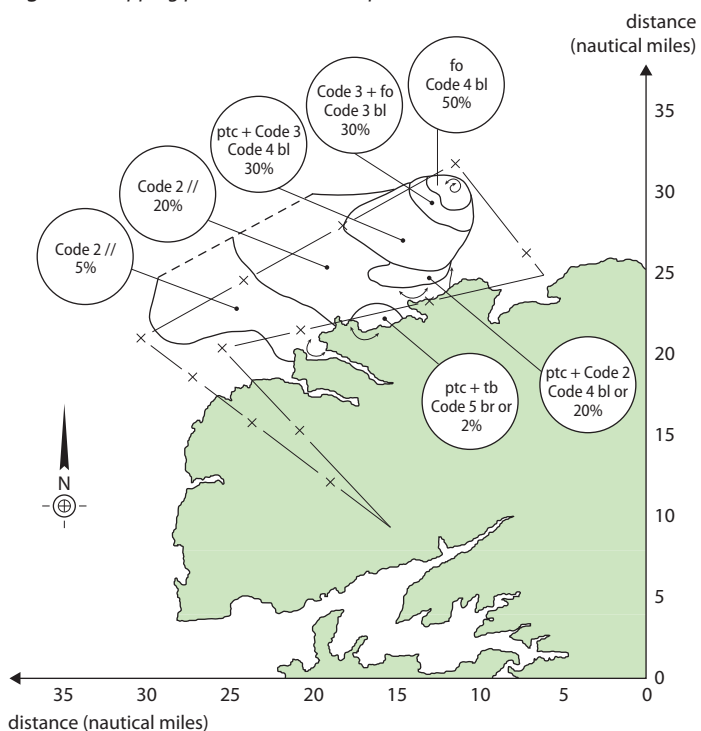 distance
(nautical miles)
fo
Code 4 bl
50%
Code 3 + fo
Code 3 bl
30%
ptc + Code 3
Code 4 bl
30%
Code 2 //
20%
Code 2 //
5%
35
30
25
20
15
10
5
0
ptc + tb
Code 5 br or
2%
ptc + Code 2
Code 4 bl or
20%
N
35 30 25 20 15 10 5 0
distance (nautical miles)